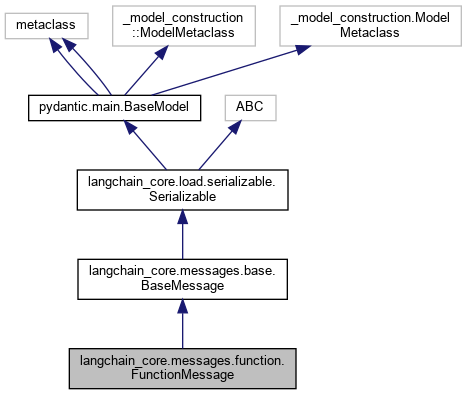 metaclass
_model_construction
::ModelMetaclass
_model_construction.Model
Metaclass
pydantic.main.BaseModel
ABC
langchain_core.load.serializable.
Serializable
langchain_core.messages.base.
BaseMessage
langchain_core.messages.function.
FunctionMessage